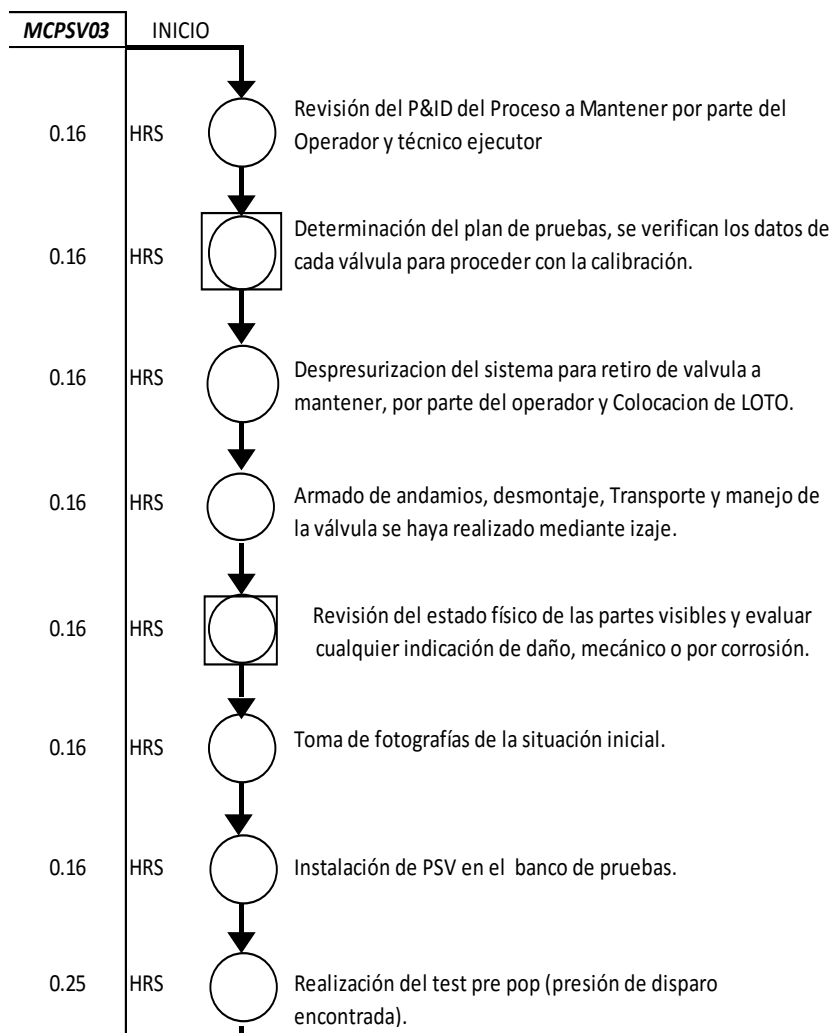 MCPSV03 INICIO
0.16 HRS Revisión del P&ID del Proceso a Mantener por parte del
Operador y técnico ejecutor
0.16 HRS Determinación del plan de pruebas, se verifican los datos de
cada válvula para proceder con la calibración.
0.16 HRS Despresurizacion del sistema para retiro de valvula a
mantener, por parte del operador y Colocacion de LOTO.
0.16 HRS Armado de andamios, desmontaje, Transporte y manejo de
la válvula se haya realizado mediante izaje.
0.16 HRS Revisión del estado físico de las partes visibles y evaluar
cualquier indicación de daño, mecánico o por corrosión.
0.16 HRS Toma de fotografías de la situación inicial.
0.16 HRS Instalación de PSV en el banco de pruebas.
0.25 HRS Realización del test pre pop (presión de disparo
encontrada).